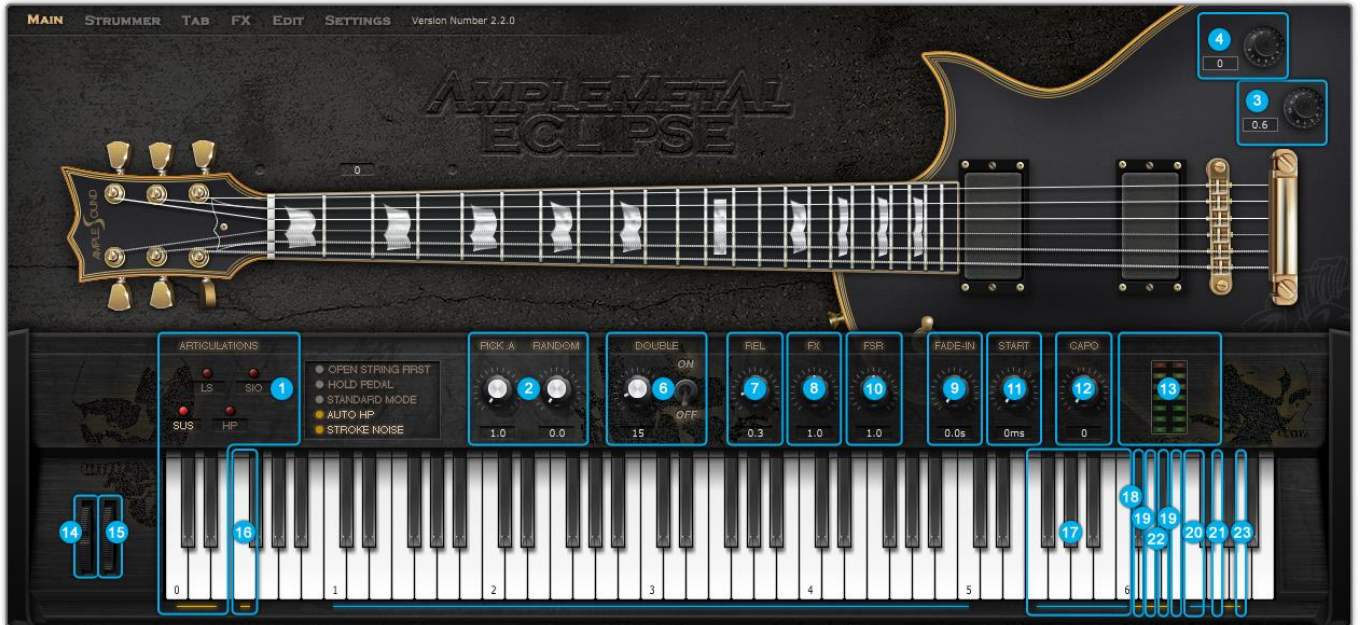 MAIN STRUMMER TAB FX EDIT SETTINGS Version Number 2.2.0
4
0
3
0.6
AMPLEMETAL
ECLIPSE
0
AMPLE SOUND
ARTICULATIONS
LS SIO
1
SUS HP
OPEN STRING FIRST
HOLD PEDAL
STANDARD MODE
AUTO HP
STROKE NOISE
PICK A RANDOM
2
1.0 0.0
DOUBLE
ON
6
OFF
15
REL
7
0.3
FX
8
1.0
FSR
10
1.0
FADE-IN
9
0.0s
START
11
0ms
CAPO
12
0
13
14 15 16 17 18 19 22 19 20 21 23
0 1 2 3 4 5 6